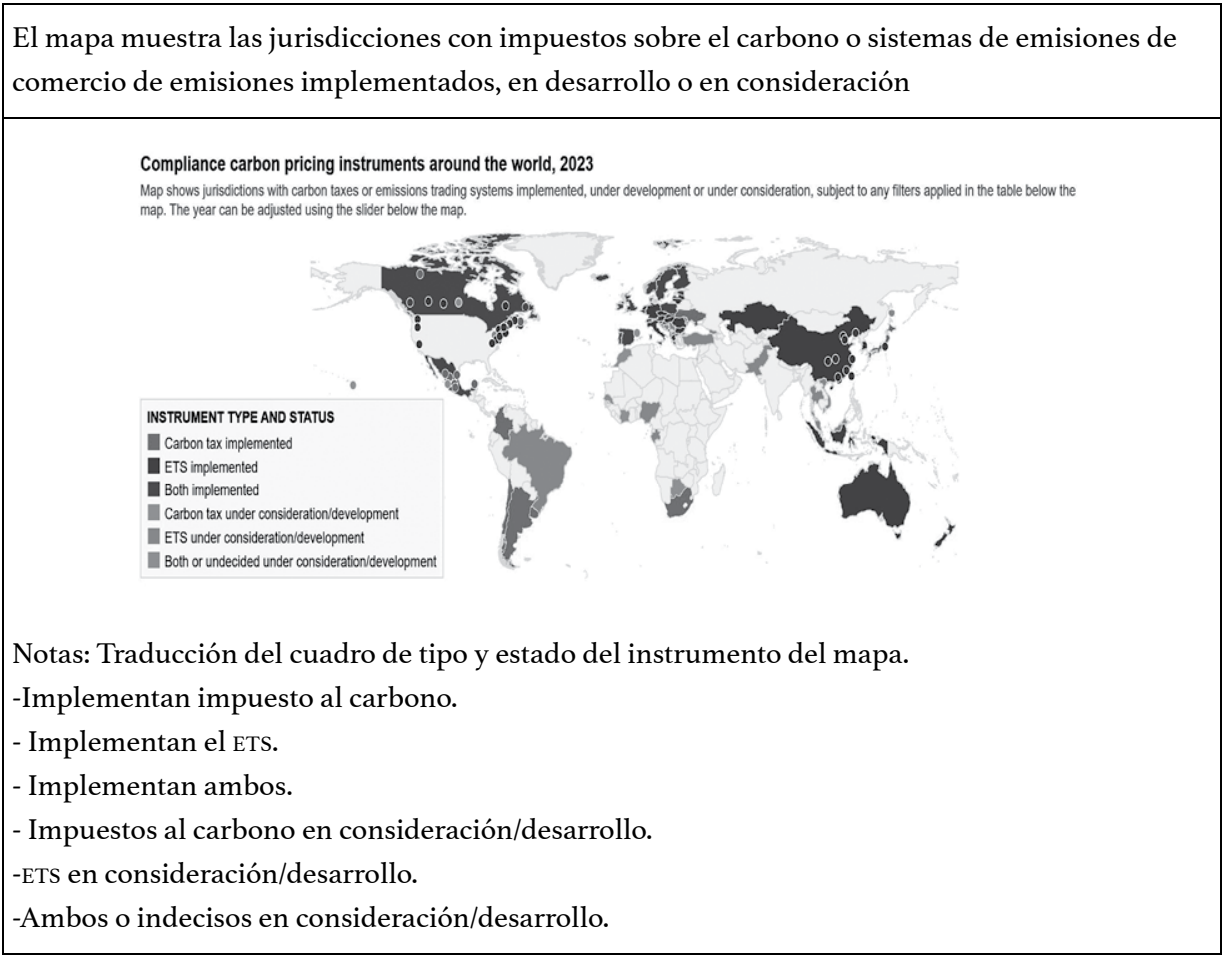 El mapa muestra las jurisdicciones con impuestos sobre el carbono o sistemas de emisiones de
comercio de emisiones implementados, en desarrollo o en consideración
Compliance carbon pricing instruments around the world, 2023
Map shows jurisdictions with carbon taxes or emissions trading systems implemented, under development or under consideration, subject to any filters applied in the table below the
map. The year can be adjusted using the slider below the map.
INSTRUMENT TYPE AND STATUS
Carbon tax implemented
ETS implemented
Both implemented
Carbon tax under consideration/development
ETS under consideration/development
Both or undecided under consideration/development
Notas: Traducción del cuadro de tipo y estado del instrumento del mapa.
-Implementan impuesto al carbono.
- Implementan el ETS.
- Implementan ambos.
- Impuestos al carbono en consideración/desarrollo.
-ETS en consideración/desarrollo.
-Ambos o indecisos en consideración/desarrollo.